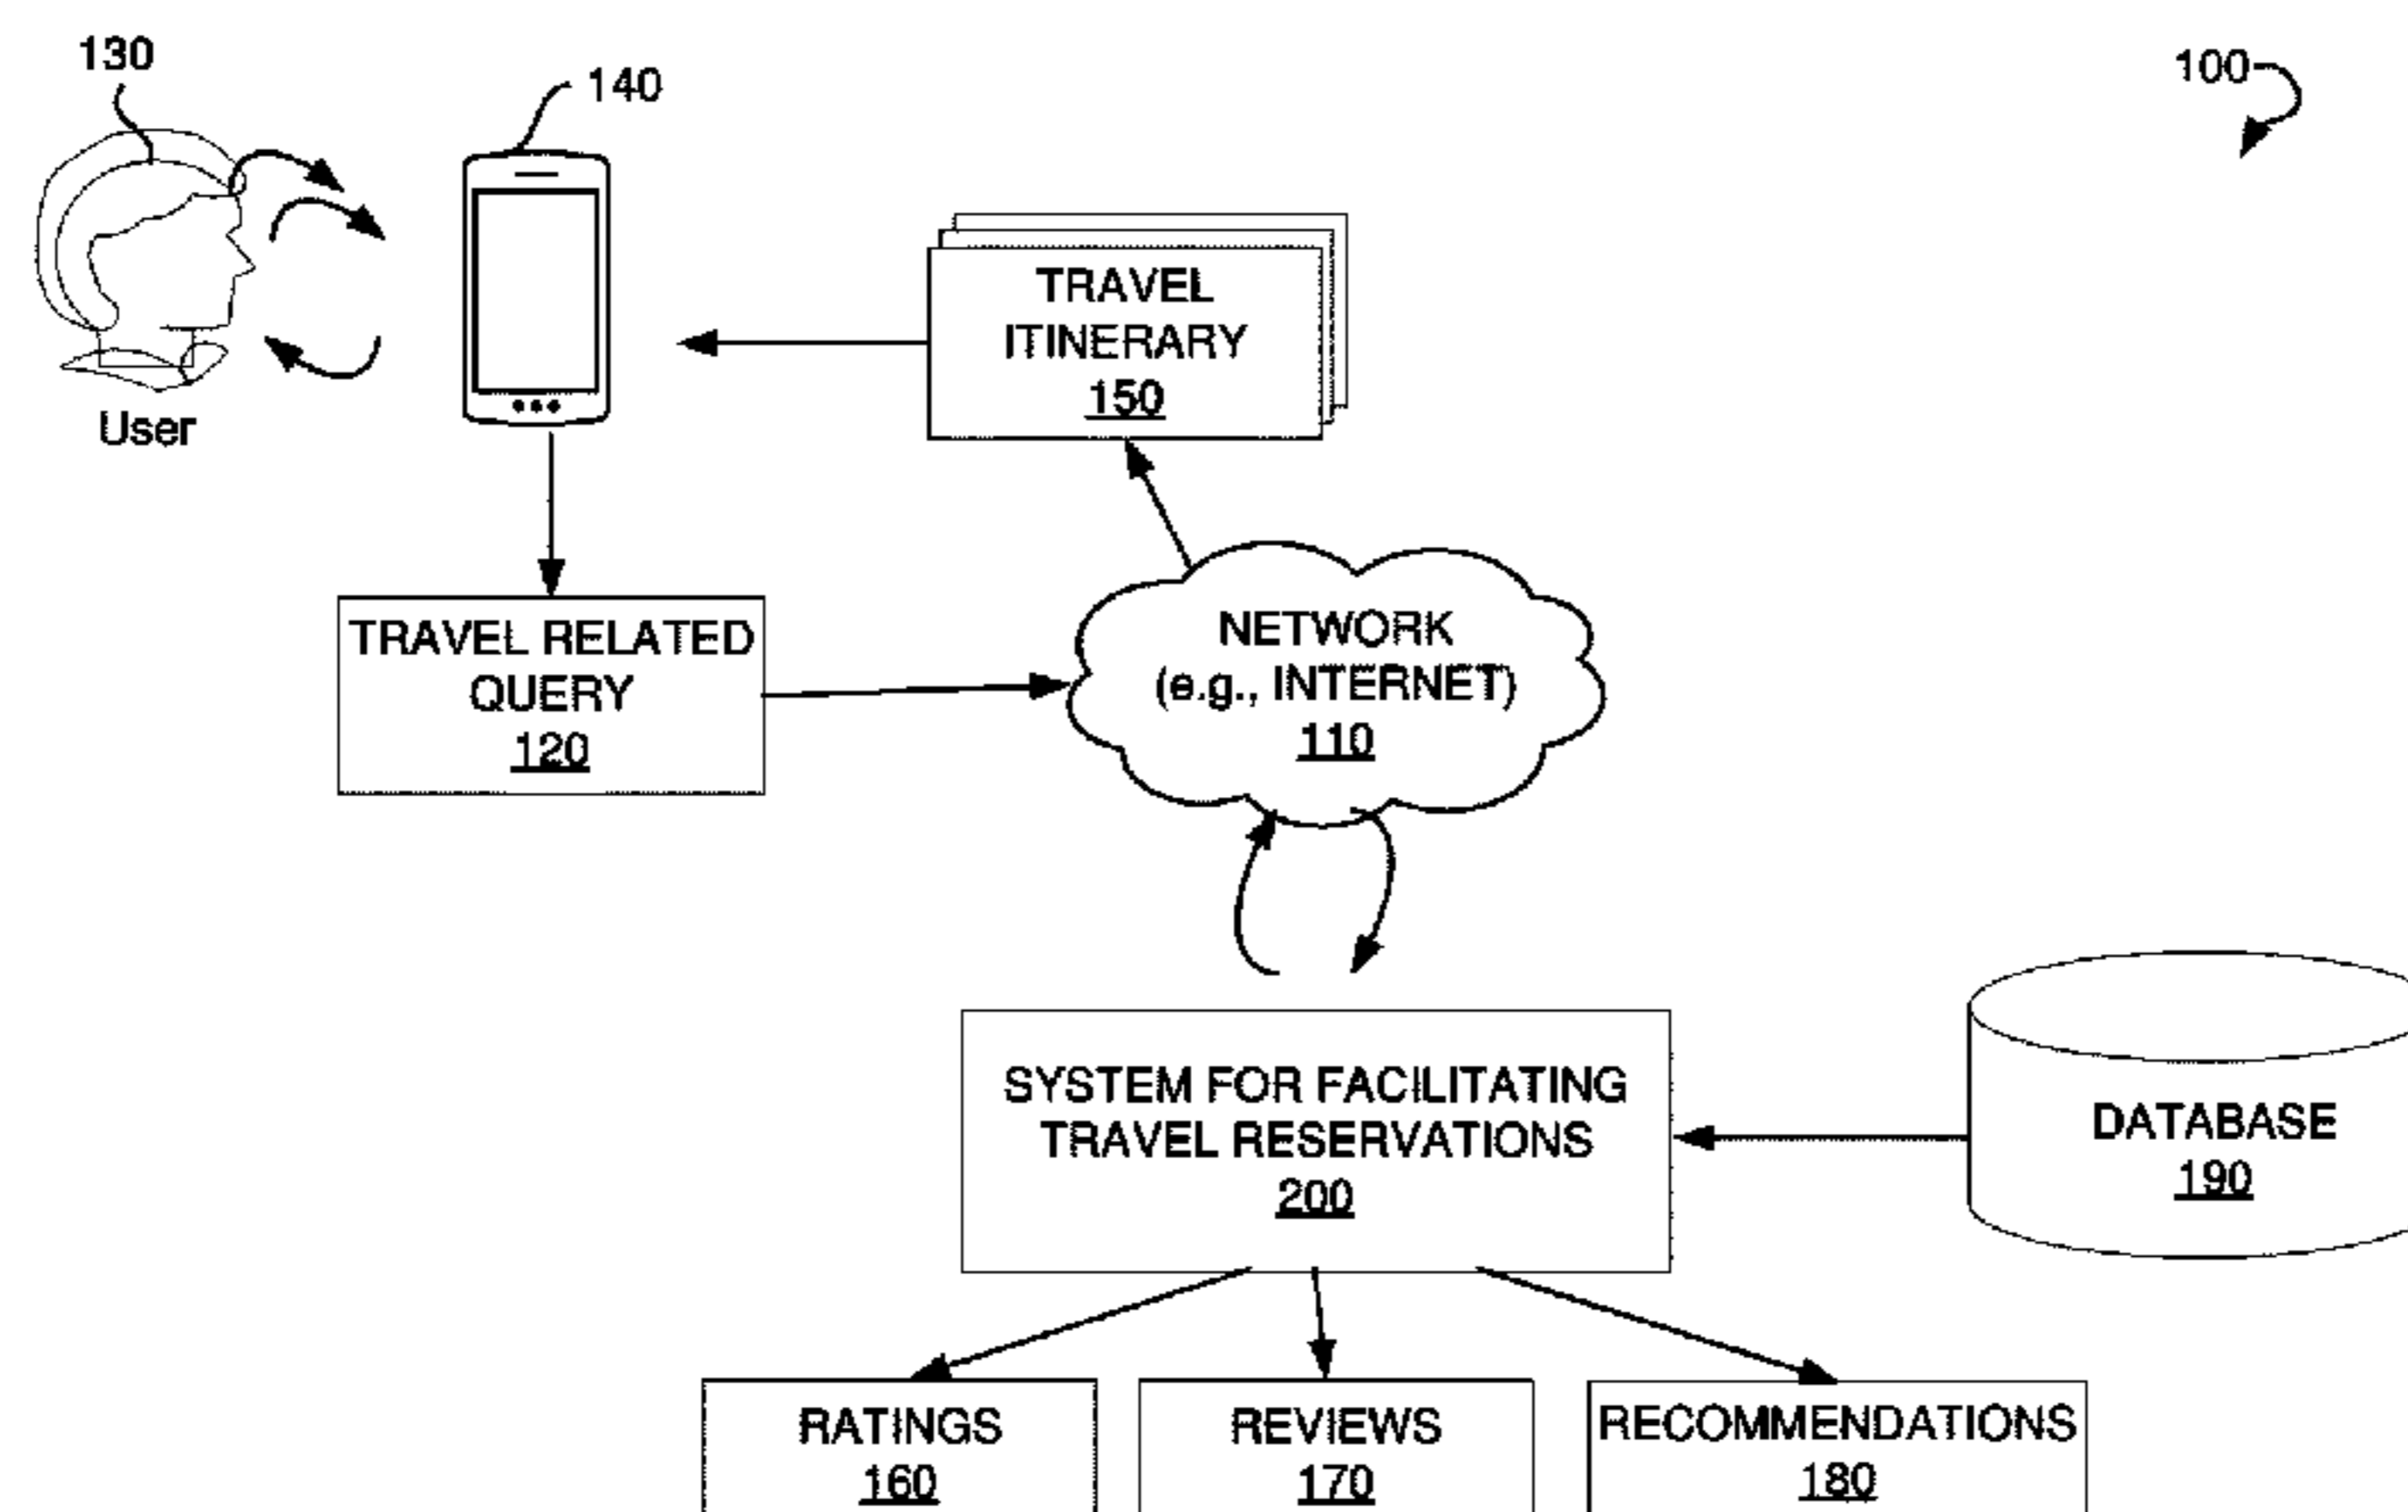 130
140
100
User
TRAVEL
ITINERARY
150
TRAVEL RELATED
QUERY
120
NETWORK
(e.g., INTERNET)
110
SYSTEM FOR FACILITATING
TRAVEL RESERVATIONS
200
DATABASE
190
RATINGS
160
REVIEWS
170
RECOMMENDATIONS
180